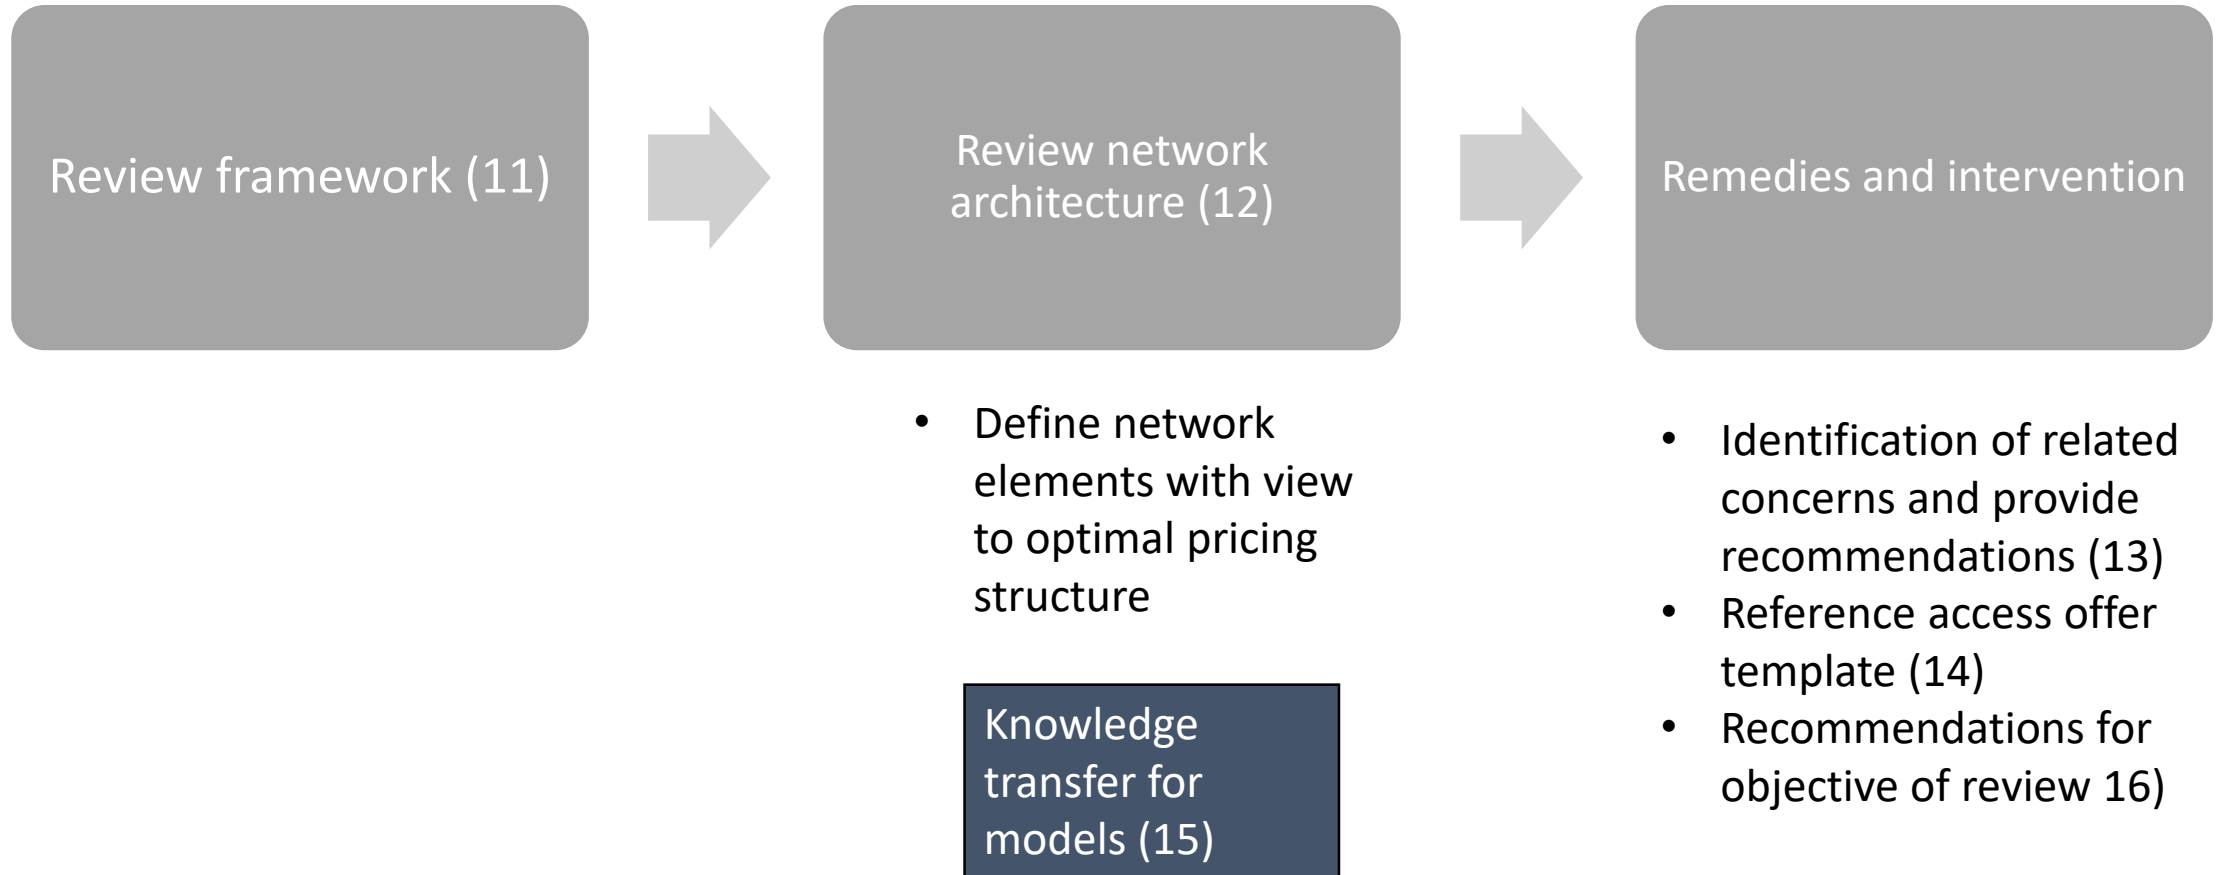 Review framework (11)
Review network
architecture (12)
Remedies and intervention
• Define network
elements with view
to optimal pricing
structure
Knowledge
transfer for
models (15)
• Identification of related
concerns and provide
recommendations (13)
• Reference access offer
template (14)
• Recommendations for
objective of review 16)